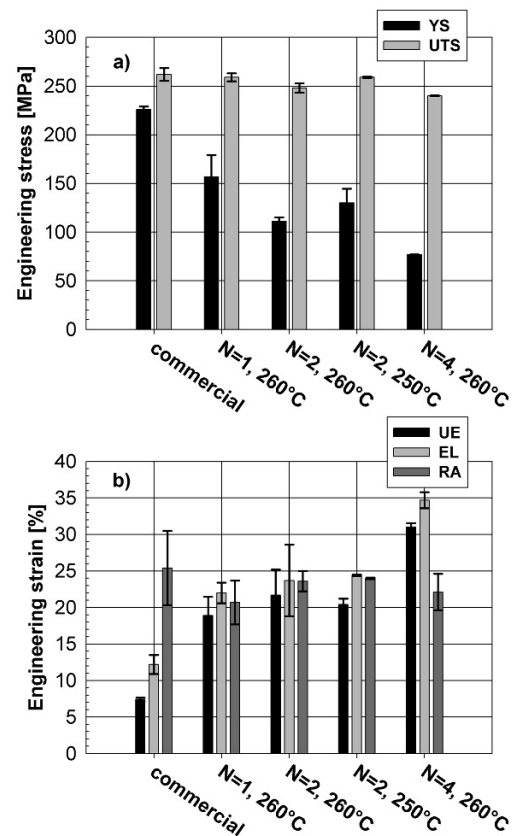 YS
UTS
a)
Engineering stress [MPa]
300
250
200
150
100
50
0
commercial
N=1, 260°C
N=2, 260°C
N=2, 250°C
N=4, 260°C
UE
EL
RA
b)
Engineering strain [%]
40
35
30
25
20
15
10
5
0
commercial
N=1, 260°C
N=2, 260°C
N=2, 250°C
N=4, 260°C